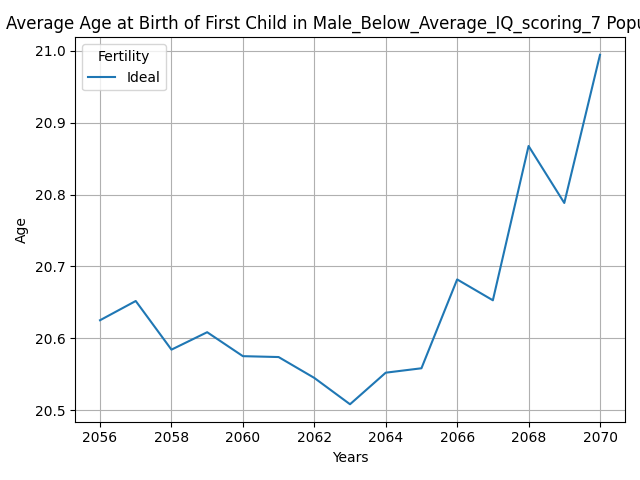 Average Age at Birth of First Child in Male_Below_Average_IQ_scoring_7 Popu
Fertility
Ideal
21.0
20.9
20.8
20.7
20.6
20.5
Age
2056 2058 2060 2062 2064 2066 2068 2070
Years